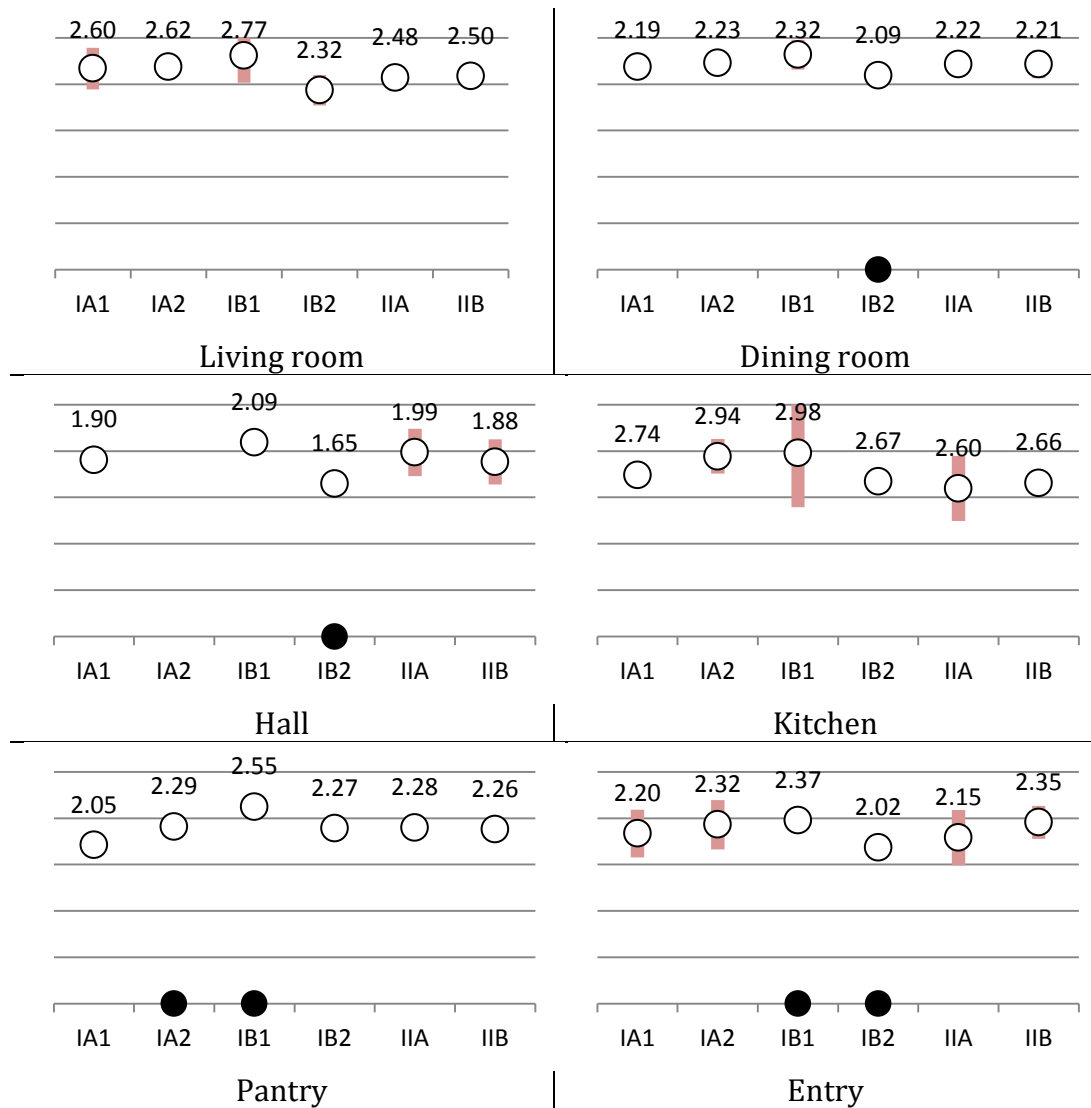 2.60 2.62 2.77 2.32 2.48 2.50
IA1 IA2 IB1 IB2 IIA IIB
Living room
2.19 2.23 2.32 2.09 2.22 2.21
IA1 IA2 IB1 IB2 IIA IIB
Dining room
1.90 2.09 1.65 1.99 1.88
IA1 IA2 IB1 IB2 IIA IIB
Hall
2.74 2.94 2.98 2.67 2.60 2.66
IA1 IA2 IB1 IB2 IIA IIB
Kitchen
2.05 2.29 2.55 2.27 2.28 2.26
IA1 IA2 IB1 IB2 IIA IIB
Pantry
2.20 2.32 2.37 2.02 2.15 2.35
IA1 IA2 IB1 IB2 IIA IIB
Entry